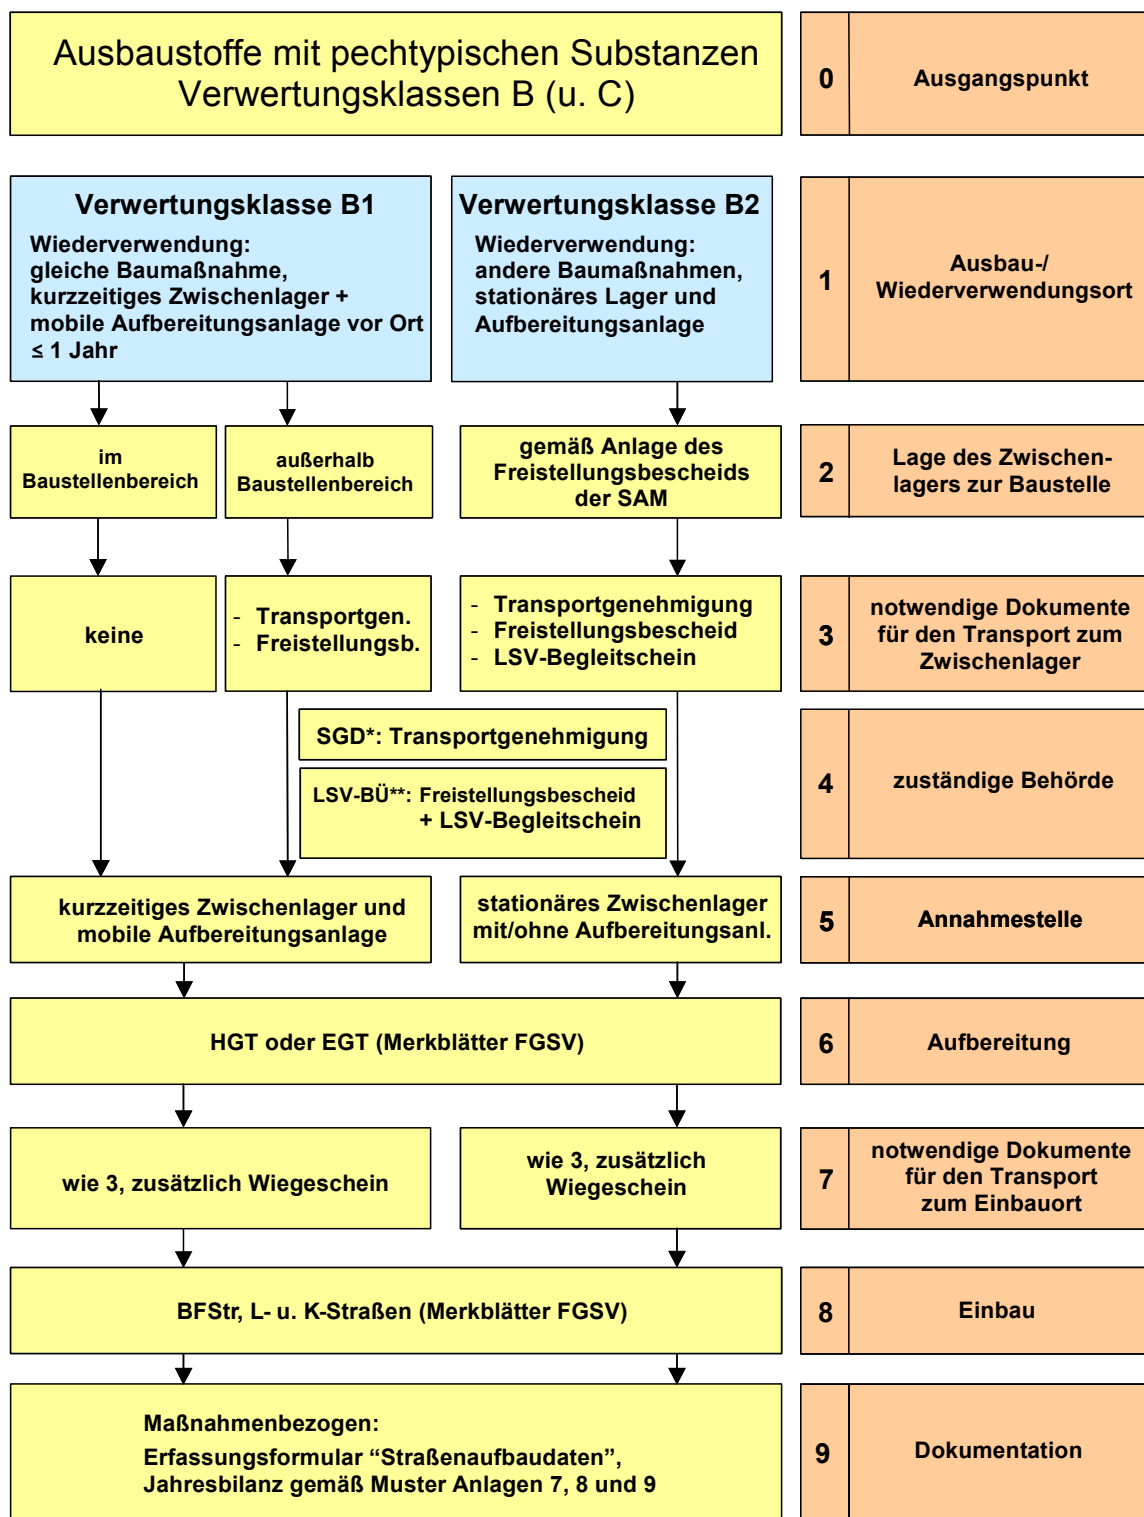 Ausbaustoffe mit pechtypischen Substanzen
Verwertungsklassen B (u. C)
0
Ausgangspunkt
Verwertungsklasse B1
Wiederverwendung:
gleiche Baumaßnahme,
kurzzeitiges Zwischenlager +
mobile Aufbereitungsanlage vor Ort
≤ 1 Jahr
Verwertungsklasse B2
Wiederverwendung:
andere Baumaßnahmen,
stationäres Lager und
Aufbereitungsanlage
1
Ausbau-/
Wiederverwendungsort
im
Baustellenbereich
außerhalb
Baustellenbereich
gemäß Anlage des
Freistellungsbescheids
der SAM
2
Lage des Zwischen-
lagers zur Baustelle
keine
- Transportgen.
- Freistellungsb.
- Transportgenehmigung
- Freistellungsbescheid
- LSV-Begleitschein
3
notwendige Dokumente
für den Transport zum
Zwischenlager
SGD*: Transportgenehmigung
LSV-BÜ**: Freistellungsbescheid
+ LSV-Begleitschein
4
zuständige Behörde
kurzzeitiges Zwischenlager und
mobile Aufbereitungsanlage
stationäres Zwischenlager
mit/ohne Aufbereitungsanl.
5
Annahmestelle
HGT oder EGT (Merkblätter FGSV)
6
Aufbereitung
wie 3, zusätzlich Wiegeschein
wie 3, zusätzlich
Wiegeschein
7
notwendige Dokumente
für den Transport
zum Einbauort
BFStr, L- u. K-Straßen (Merkblätter FGSV)
8
Einbau
Maßnahmenbezogen:
Erfassungsformular “Straßenaufbaudaten”,
Jahresbilanz gemäß Muster Anlagen 7, 8 und 9
9
Dokumentation